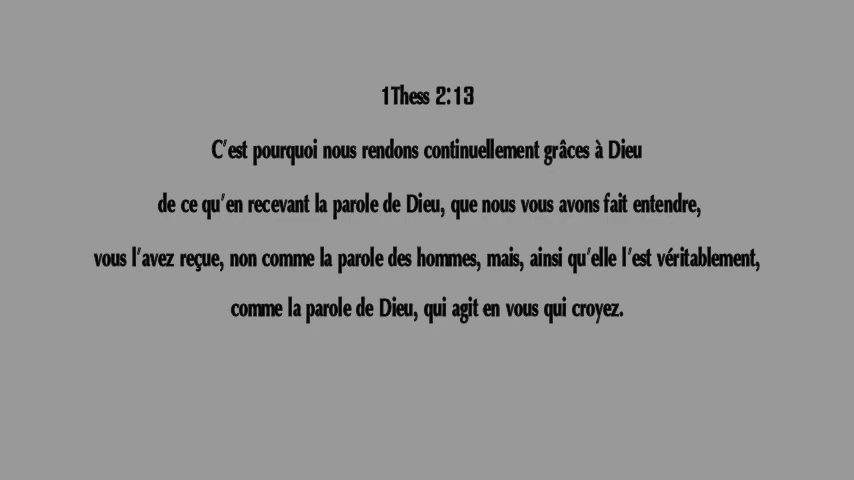 1Thess 2:13
C'est pourquoi nous rendons continuellement grâces à Dieu
de ce qu'en recevant la parole de Dieu, que nous vous avons fait entendre,
vous l'avez reçue, non comme la parole des hommes, mais, ainsi qu'elle l'est véritablement,
comme la parole de Dieu, qui agit en vous qui croyez.